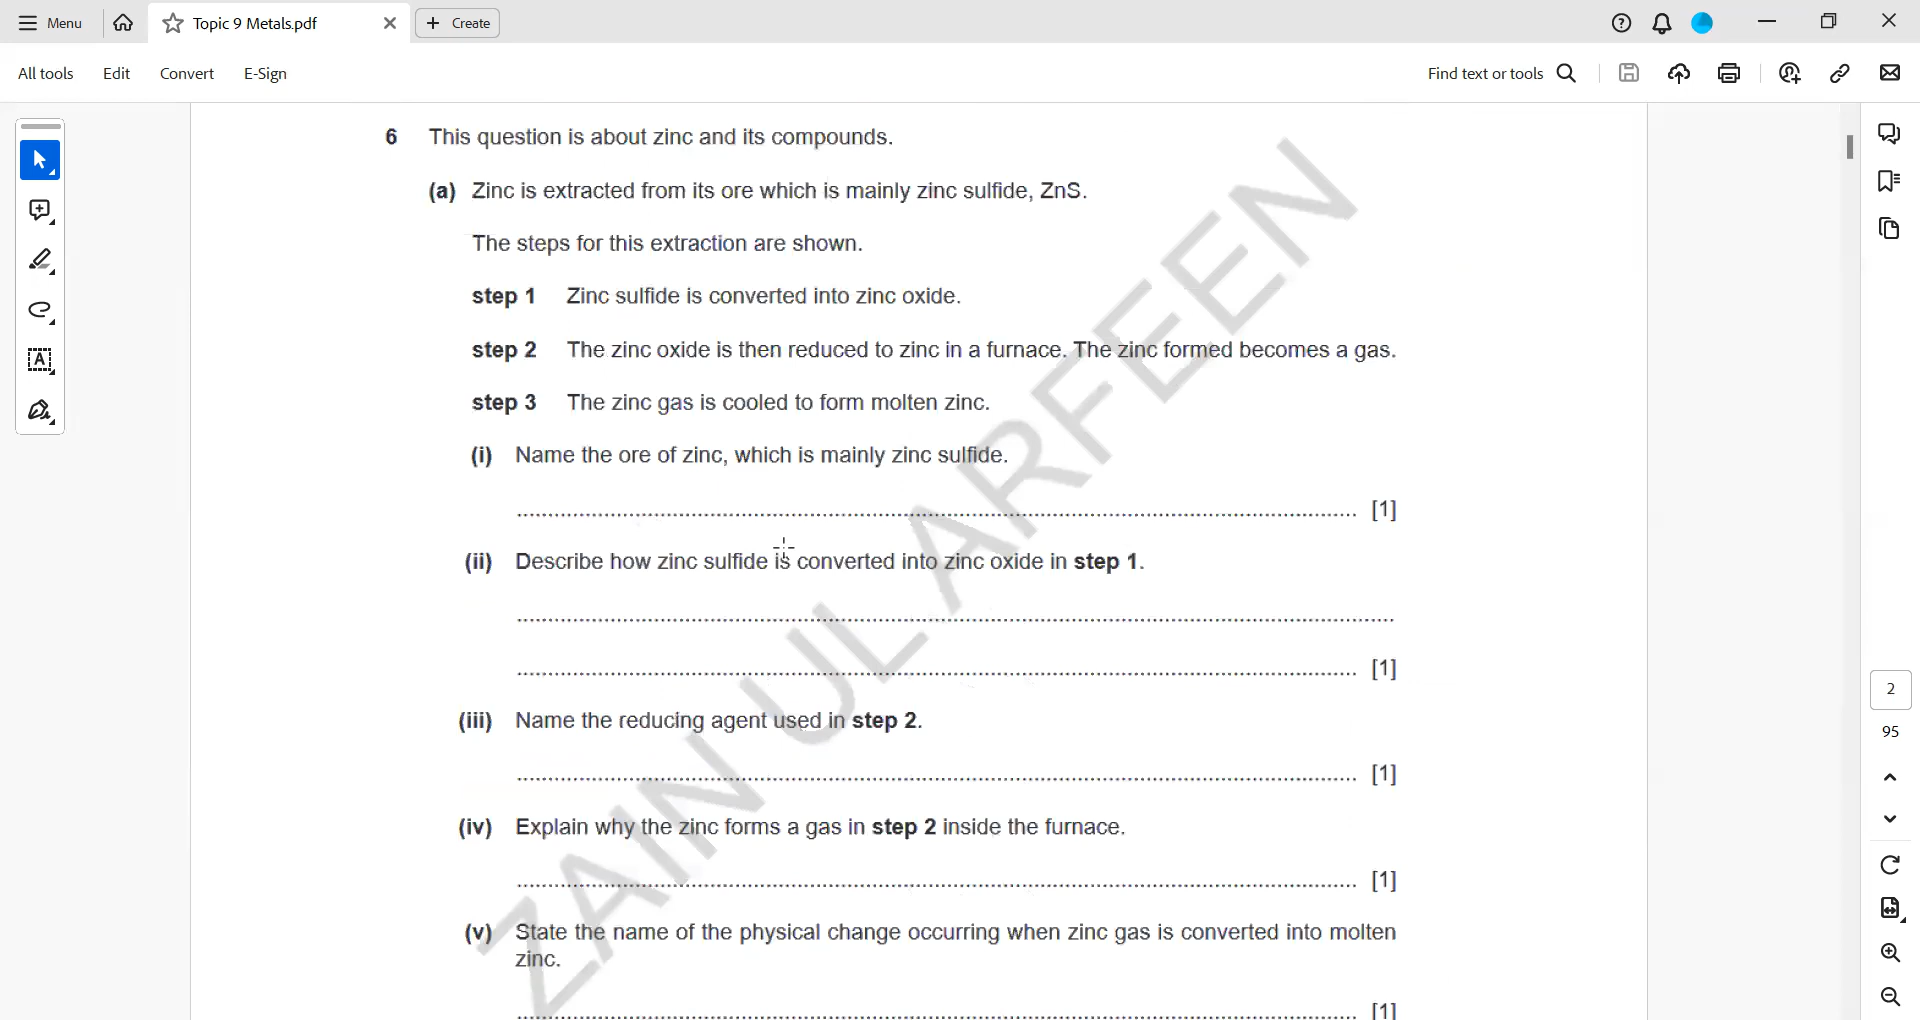 Menu
Topic 9 Metals.pdf
Create
All tools
Edit
Convert
E-Sign
Find text or tools
6 This question is about zinc and its compounds.
(a) Zinc is extracted from its ore which is mainly zinc sulfide, ZnS.
The steps for this extraction are shown.
step 1 Zinc sulfide is converted into zinc oxide.
step 2 The zinc oxide is then reduced to zinc in a furnace. The zinc formed becomes a gas.
step 3 The zinc gas is cooled to form molten zinc.
(i) Name the ore of zinc, which is mainly zinc sulfide.
[1]
(ii) Describe how zinc sulfide is converted into zinc oxide in step 1.
[1]
(iii) Name the reducing agent used in step 2.
[1]
(iv) Explain why the zinc forms a gas in step 2 inside the furnace.
[1]
(v) State the name of the physical change occurring when zinc gas is converted into molten
zinc.
[1]
ZAIN UL ARFEEN
A
2
95